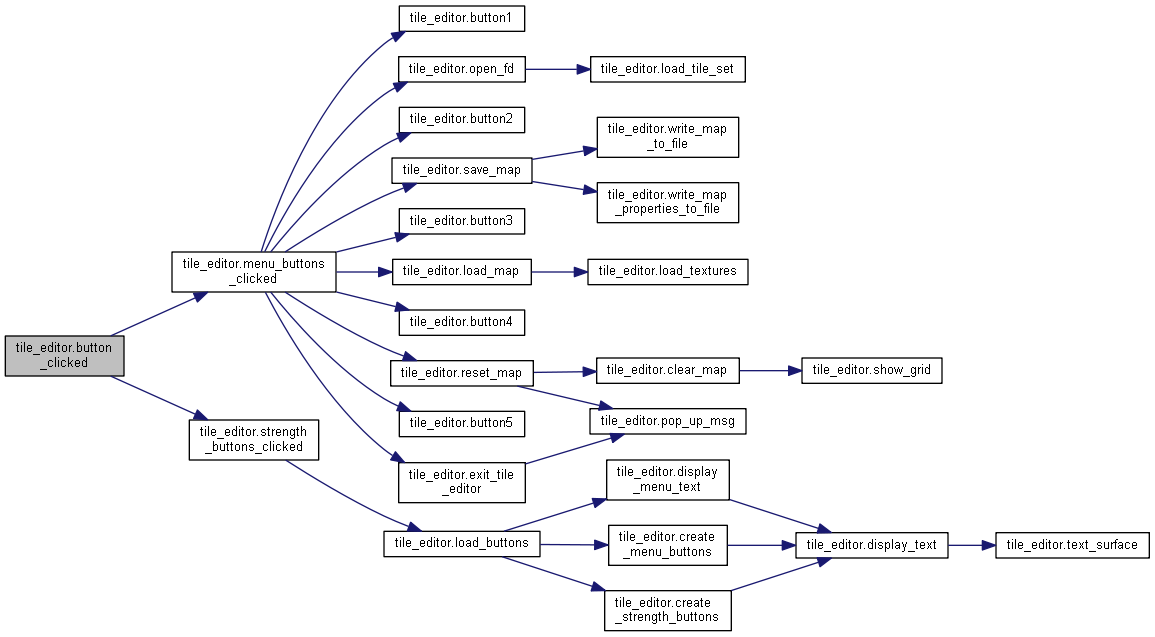 tile_editor.button1
tile_editor.open_fd
tile_editor.load_tile_set
tile_editor.button2
tile_editor.write_map
_to_file
tile_editor.save_map
tile_editor.write_map
_properties_to_file
tile_editor.button3
tile_editor.menu_buttons
_clicked
tile_editor.load_map
tile_editor.load_textures
tile_editor.button4
tile_editor.button
_clicked
tile_editor.reset_map
tile_editor.clear_map
tile_editor.show_grid
tile_editor.button5
tile_editor.pop_up_msg
tile_editor.strength
_buttons_clicked
tile_editor.exit_tile
_editor
tile_editor.display
_menu_text
tile_editor.load_buttons
tile_editor.create
_menu_buttons
tile_editor.display_text
tile_editor.text_surface
tile_editor.create
_strength_buttons